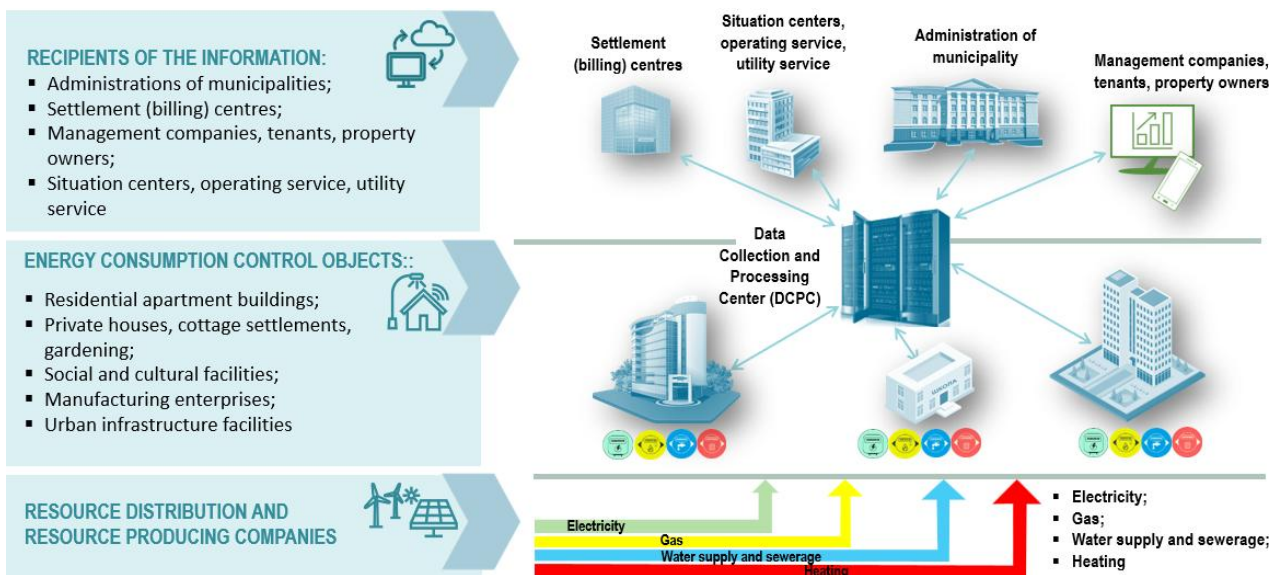 RECIPIENTS OF THE INFORMATION:
▪ Administrations of municipalities;
▪ Settlement (billing) centres;
▪ Management companies, tenants, property
owners;
▪ Situation centers, operating service, utility
service
Settlement
(billing) centres
Situation centers,
operating service,
utility service
Administration of
municipality
Management companies,
tenants, property owners
ENERGY CONSUMPTION CONTROL OBJECTS::
▪ Residential apartment buildings;
▪ Private houses, cottage settlements,
gardening;
▪ Social and cultural facilities;
▪ Manufacturing enterprises;
▪ Urban infrastructure facilities
Data
Collection and
Processing
Center (DCPC)
ШКОЛА
RESOURCE DISTRIBUTION AND
RESOURCE PRODUCING COMPANIES
Electricity
Gas
Water supply and sewerage
Heating
▪ Electricity;
▪ Gas;
▪ Water supply and sewerage;
▪ Heating